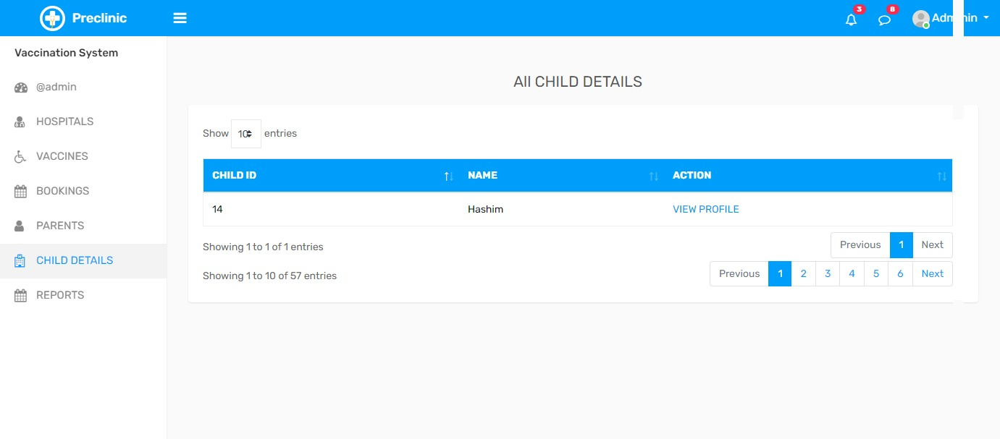 Preclinic
3
8
Vaccination System
@admin
HOSPITALS
VACCINES
BOOKINGS
PARENTS
CHILD DETAILS
REPORTS
All CHILD DETAILS
Show 10 entries
CHILD ID NAME ACTION
14 Hashim VIEW PROFILE
Showing 1 to 1 of 1 entries
Previous 1 Next
Showing 1 to 10 of 57 entries
Previous 1 2 3 4 5 6 Next